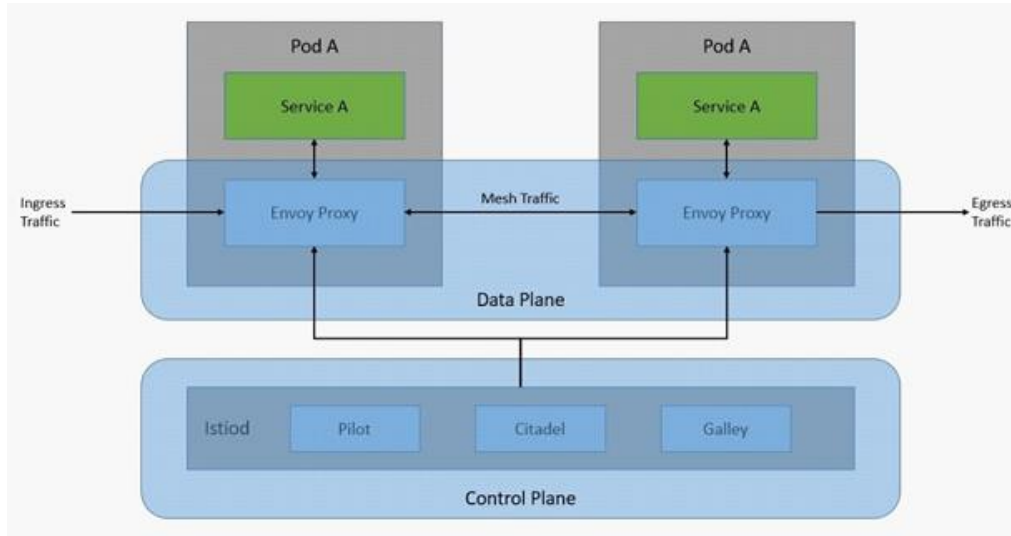 Pod A
Pod A
Service A
Service A
Ingress
Traffic
Envoy Proxy
Mesh Traffic
Envoy Proxy
Egress
Traffic
Data Plane
Istiod
Pilot
Citadel
Galley
Control Plane